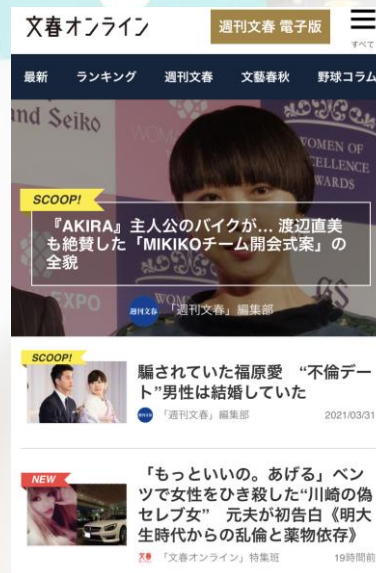 文春オンライン
週刊文春 電子版
すべて
最新 ランキング 週刊文春 文藝春秋 野球コラム
and Seiko
WOMEN OF
EXCELLENCE
AWARDS
SCOOP!
『AKIRA』主人公のバイクが… 渡辺直美
も絶賛した「MIKIKOチーム開会式案」の
全貌
EXPO
WOM
GS
週刊文春 「週刊文春」編集部
SCOOP!
騙されていた福原愛 “不倫デー
ト”男性は結婚していた
「週刊文春」編集部 2021/03/31
NEW
「もっといいの。あげる」ベン
ツで女性をひき殺した“川崎の偽
セレブ女” 元夫が初告白《明大
生時代からの乱倫と薬物依存》
文春 「文春オンライン」特集班 19時間前